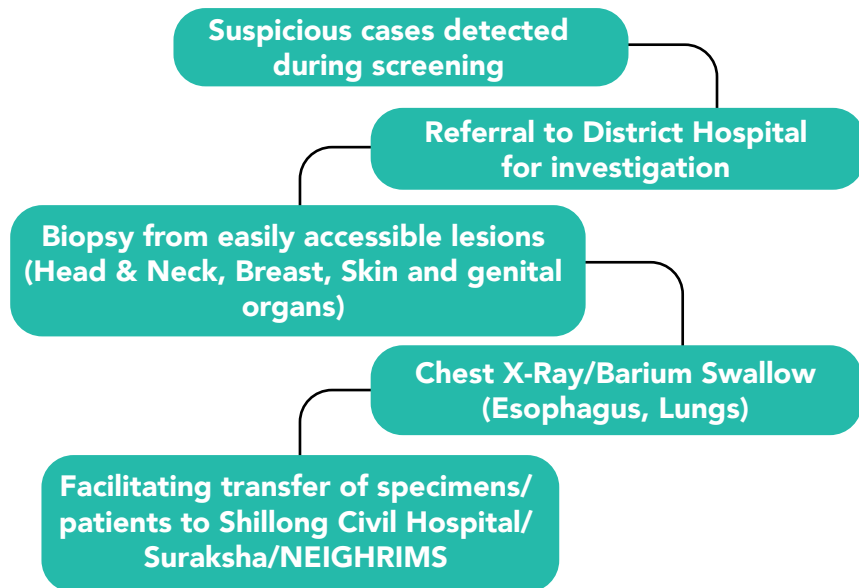 Suspicious cases detected
during screening
Referral to District Hospital
for investigation
Biopsy from easily accessible lesions
(Head & Neck, Breast, Skin and genital
organs)
Chest X-Ray/Barium Swallow
(Esophagus, Lungs)
Facilitating transfer of specimens/
patients to Shillong Civil Hospital/
Suraksha/NEIGHRIMS